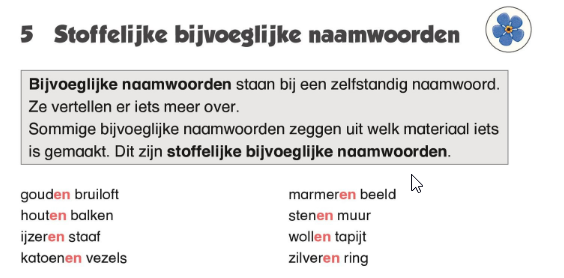 5 Stoffelijke bijvoeglijke naamwoorden
Bijvoeglijke naamwoorden staan bij een zelfstandig naamwoord.
Ze vertellen er iets meer over.
Sommige bijvoeglijke naamwoorden zeggen uit welk materiaal iets
is gemaakt. Dit zijn stoffelijke bijvoeglijke naamwoorden.
gouden bruiloft
houten balken
ijzeren staaf
katoenen vezels
marmeren beeld
stenen muur
wollen tapijt
zilveren ring